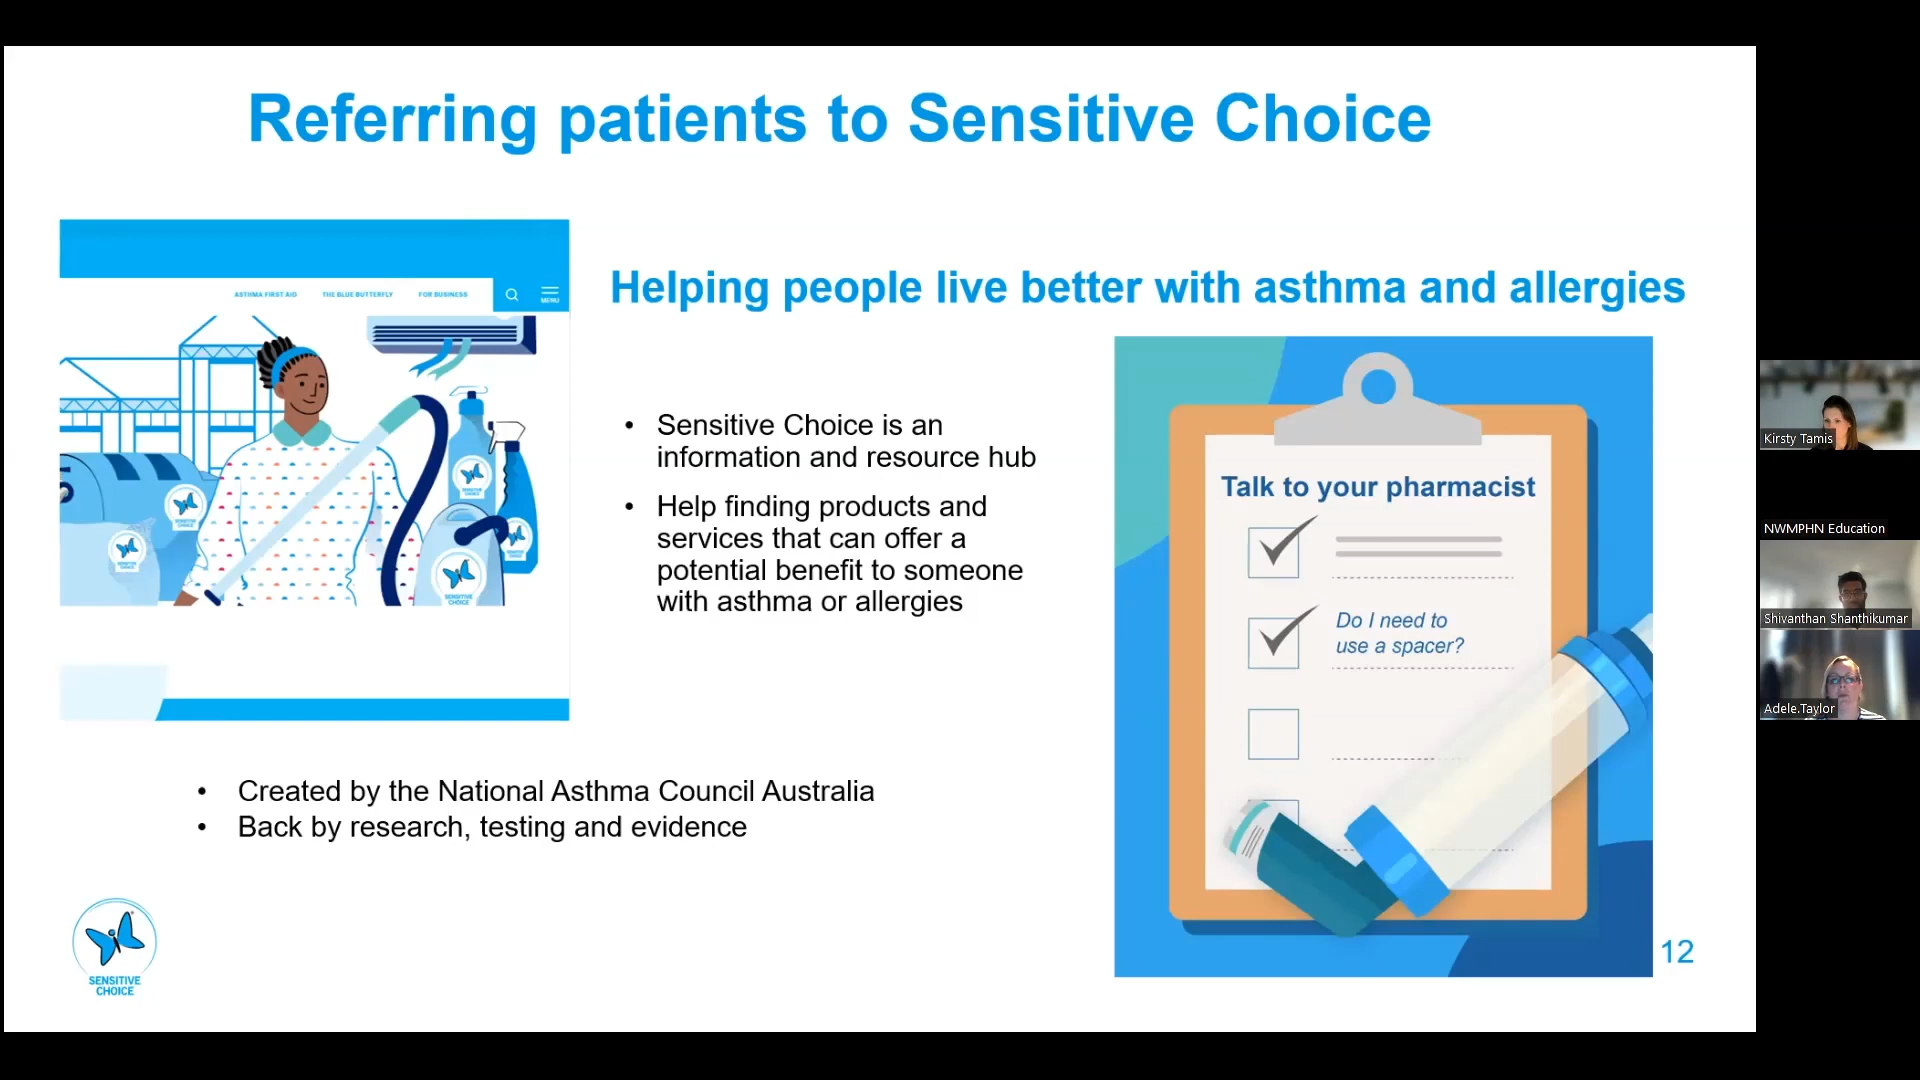 Referring patients to Sensitive Choice
ASTHMA FIRST AID
THE BLUE BUTTERFLY
FOR BUSINESS
MENU
Helping people live better with asthma and allergies
• Sensitive Choice is an
information and resource hub
• Help finding products and
services that can offer a
potential benefit to someone
with asthma or allergies
SENSITIVE
CHOICE
Talk to your pharmacist
Do I need to
use a spacer?
• Created by the National Asthma Council Australia
• Back by research, testing and evidence
SENSITIVE
CHOICE
12
Kirsty Tamis
NWMPHN Education
Shivanthan Shanthikumar
Adele.Taylor